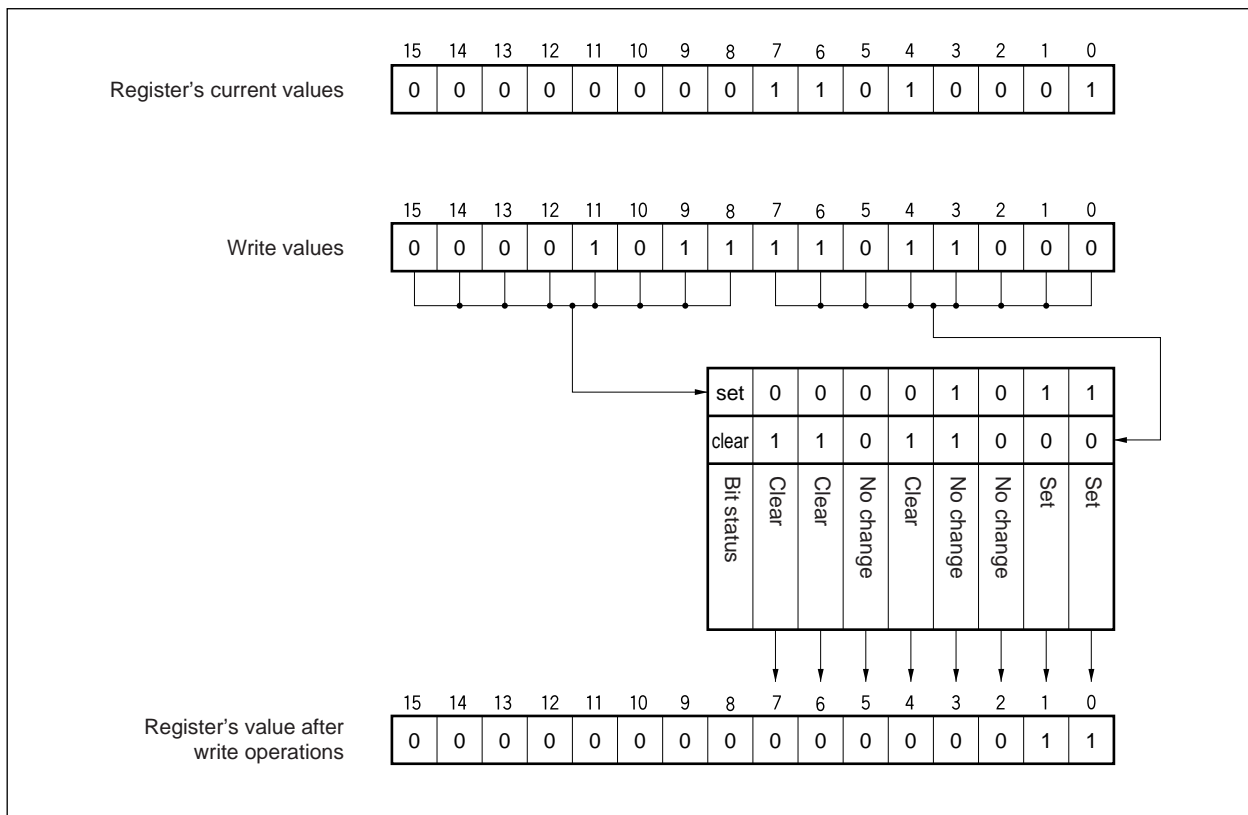 15 14 13 12 11 10 9 8 7 6 5 4 3 2 1 0
Register's current values 0 0 0 0 0 0 0 0 1 1 0 1 0 0 0 1
15 14 13 12 11 10 9 8 7 6 5 4 3 2 1 0
Write values 0 0 0 0 1 0 1 1 1 1 0 1 1 0 0 0
set 0 0 0 0 1 0 1 1
clear 1 1 0 1 1 0 0 0
Bit status Clear Clear No change Clear No change No change Set Set
15 14 13 12 11 10 9 8 7 6 5 4 3 2 1 0
Register's value after
write operations 0 0 0 0 0 0 0 0 0 0 0 0 0 0 1 1